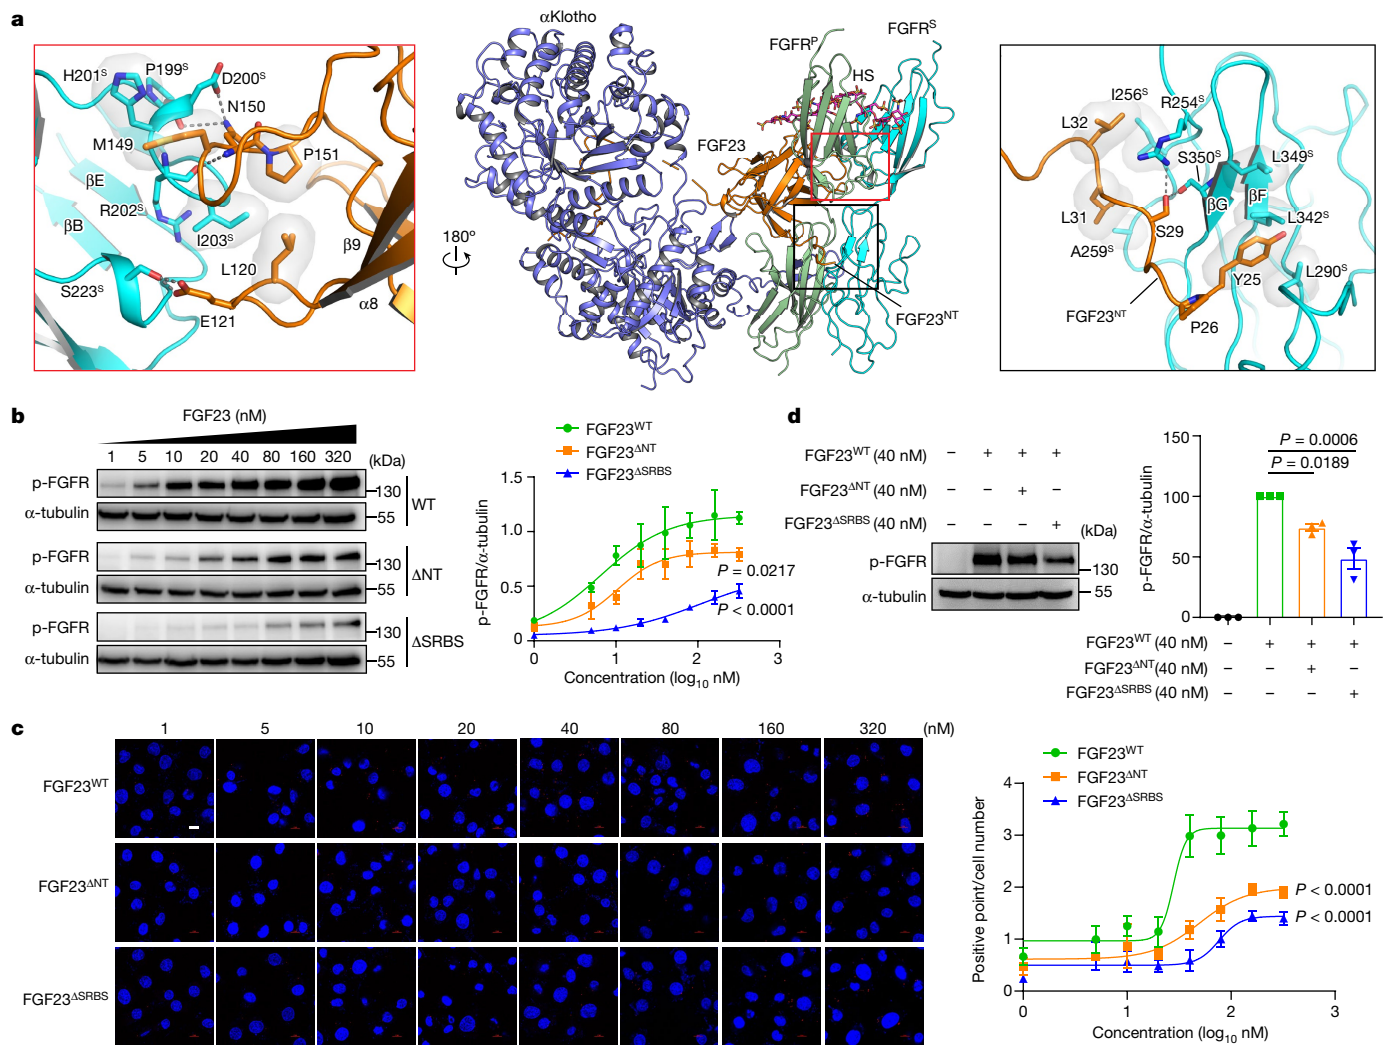 a
H201S
P199S
D200S
N150
M149
P151
βE
R202S
βB
I203S
β9
L120
S223S
α8
E121
αKlotho
FGFRP
FGFRS
HS
FGF23
180º
FGF23NT
I256S
R254S
L32
S350S
L349S
βG
βF
L31
S29
L342S
A259S
Y25
L290S
FGF23NT
P26
b
FGF23 (nM)
1 5 10 20 40 80 160 320 (kDa)
p-FGFR 130
α-tubulin 55
WT
p-FGFR 130
α-tubulin 55
ΔNT
p-FGFR 130
α-tubulin 55
ΔSRBS
FGF23WT
FGF23ΔNT
FGF23ΔSRBS
p-FGFR/α-tubulin
1.5
1.0
0.5
0
P = 0.0217
P < 0.0001
0 1 2 3
Concentration (log10 nM)
d
FGF23WT (40 nM) – + + +
FGF23ΔNT (40 nM) – – + –
FGF23ΔSRBS (40 nM) – – – +
(kDa)
p-FGFR 130
α-tubulin 55
p-FGFR/α-tubulin
150
100
50
0
P = 0.0006
P = 0.0189
FGF23WT (40 nM) – + + +
FGF23ΔNT (40 nM) – – + –
FGF23ΔSRBS (40 nM) – – – +
c
1 5 10 20 40 80 160 320 (nM)
FGF23WT
FGF23ΔNT
FGF23ΔSRBS
FGF23WT
FGF23ΔNT
FGF23ΔSRBS
Positive point/cell number
4
3
2
1
0
P < 0.0001
P < 0.0001
0 1 2 3
Concentration (log10 nM)